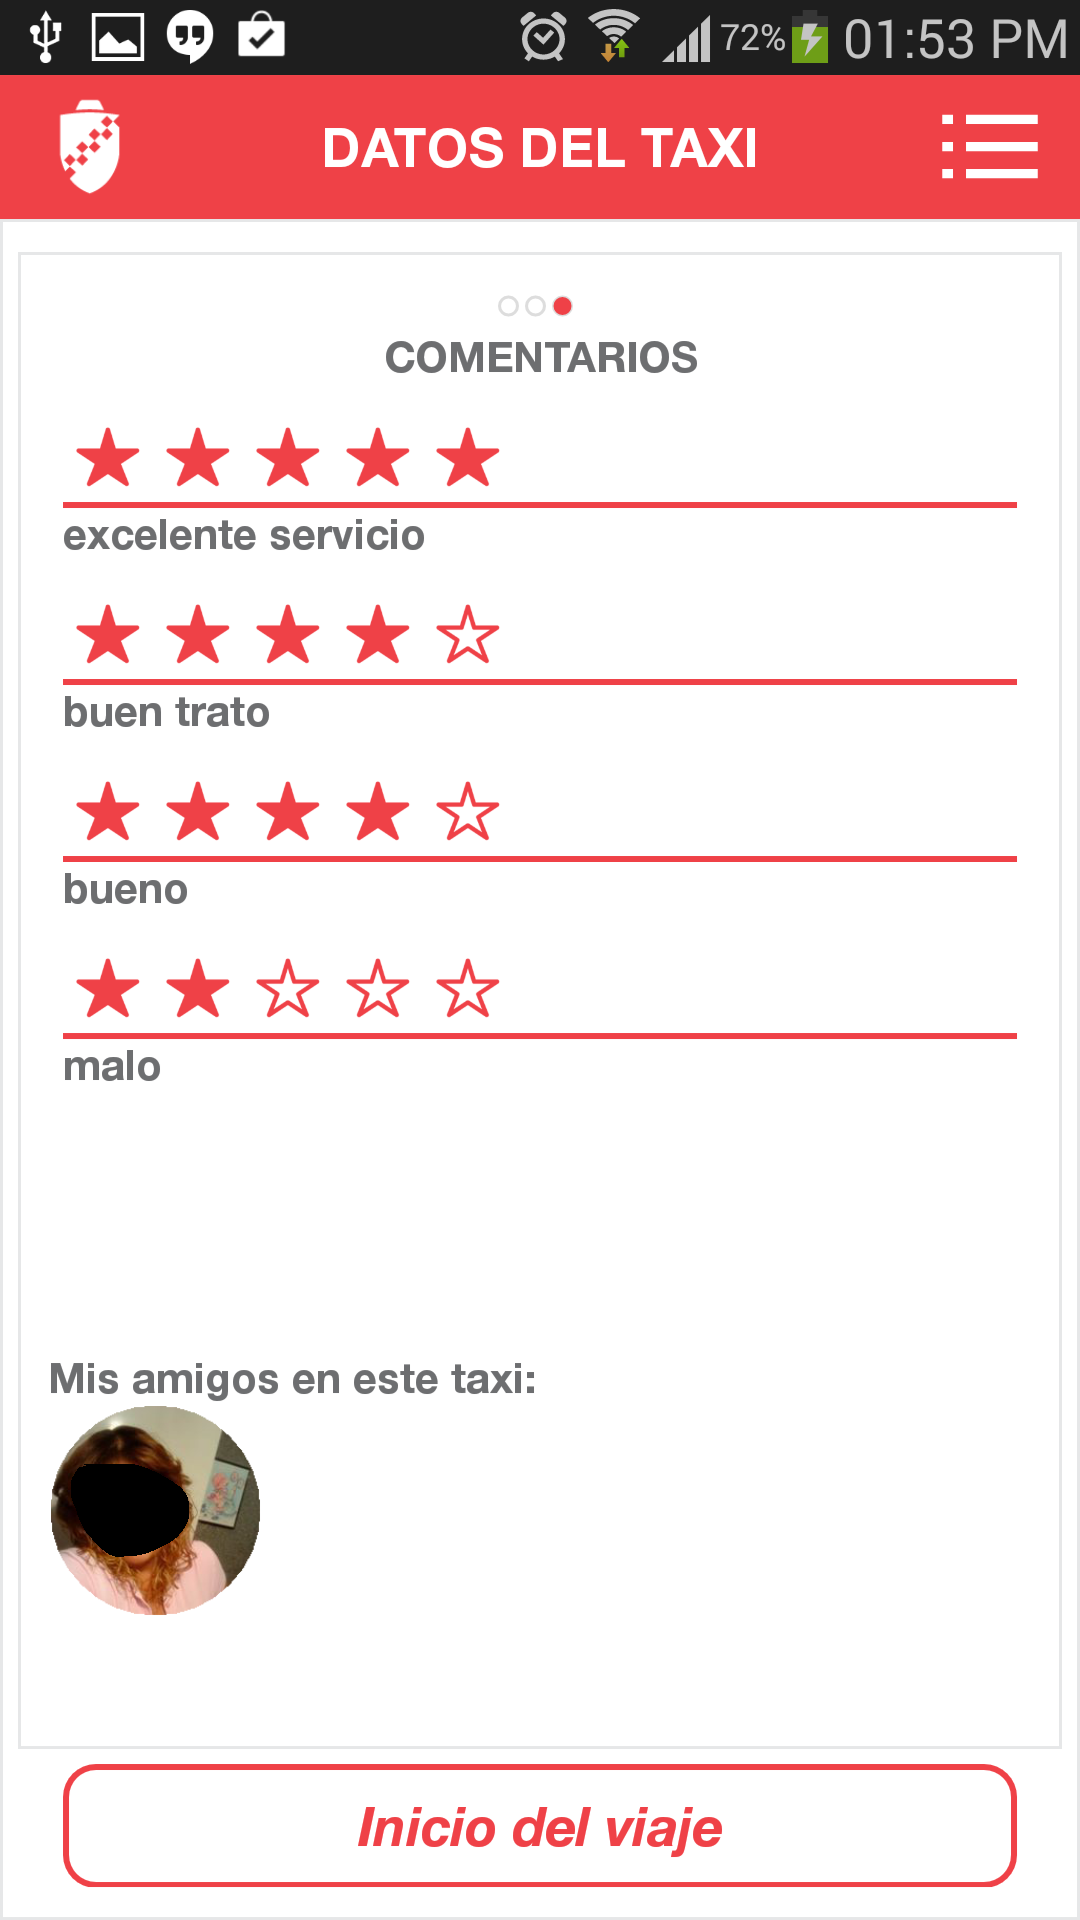 72% 01:53 PM
DATOS DEL TAXI
COMENTARIOS
excelente servicio
buen trato
bueno
malo
Mis amigos en este taxi:
Inicio del viaje